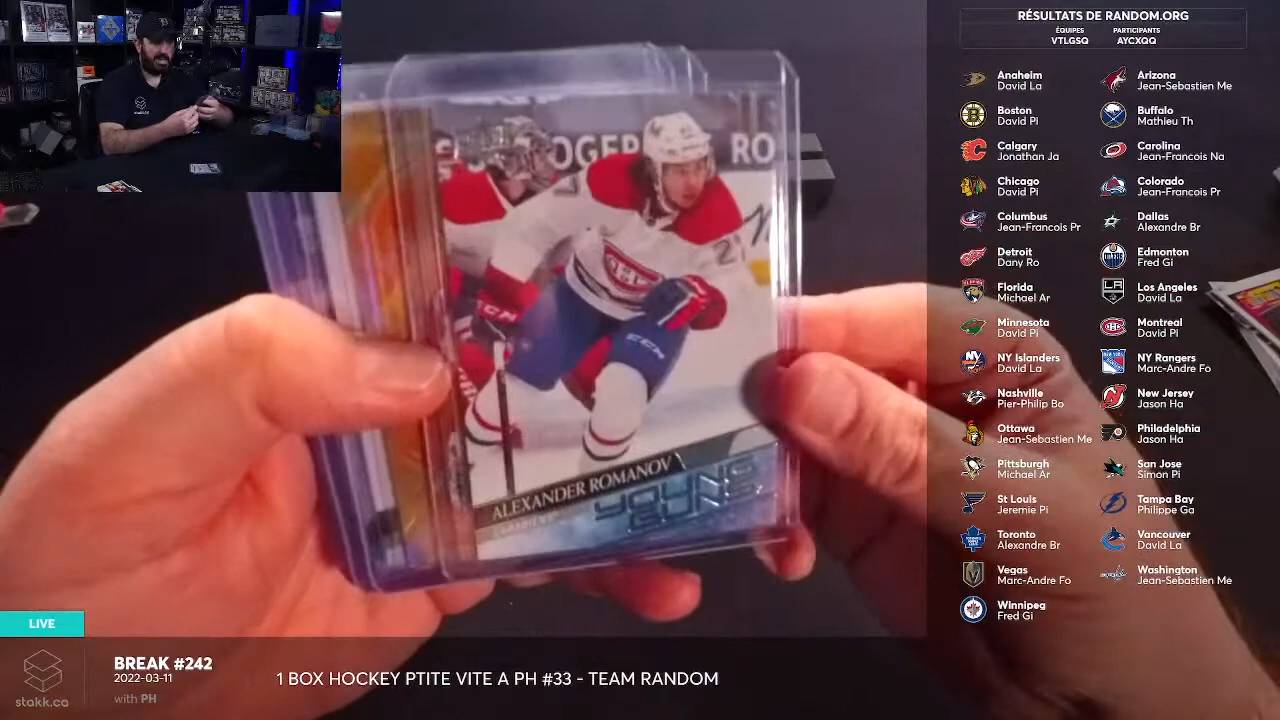 RÉSULTATS DE RANDOM.ORG
ÉQUIPES
PARTICIPANTS
VTLGSQ
AYCXQQ
Anaheim
David La
Arizona
Jean-Sebastien Me
Boston
David Pi
Buffalo
Mathieu Th
Calgary
Jonathan Ja
Carolina
Jean-Francois Na
Chicago
David Pi
Colorado
Jean-Francois Pr
Columbus
Jean-Francois Pr
Dallas
Alexandre Br
Detroit
Dany Ro
Edmonton
Fred Gi
Florida
Michael Ar
Los Angeles
David La
Minnesota
David Pi
Montreal
David Pi
NY Islanders
David La
NY Rangers
Marc-Andre Fo
Nashville
Pier-Philip Bo
New Jersey
Jason Ha
Ottawa
Jean-Sebastien Me
Philadelphia
Jason Ha
Pittsburgh
Michael Ar
San Jose
Simon Pi
St Louis
Jeremie Pi
Tampa Bay
Philippe Ga
Toronto
Alexandre Br
Vancouver
David La
Vegas
Marc-Andre Fo
Washington
Jean-Sebastien Me
Winnipeg
Fred Gi
OGER
RO
CCM
ALEXANDER ROMANOV
YOUNG
GUNS
LIVE
stakk.ca
BREAK #242
2022-03-11
with PH
1 BOX HOCKEY PTITE VITE A PH #33 - TEAM RANDOM